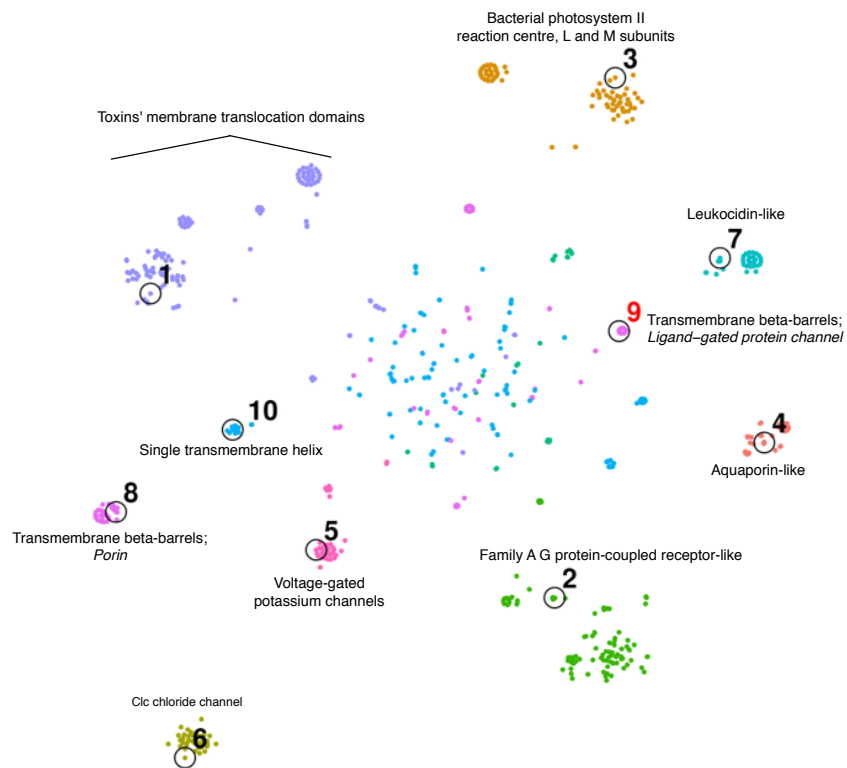 Bacterial photosystem II
reaction centre, L and M subunits
3
Toxins' membrane translocation domains
Leukocidin-like
7
1
9
Transmembrane beta-barrels;
Ligand–gated protein channel
10
Single transmembrane helix
4
Aquaporin-like
8
Transmembrane beta-barrels;
Porin
5
Voltage-gated
potassium channels
Family A G protein-coupled receptor-like
2
Clc chloride channel
6